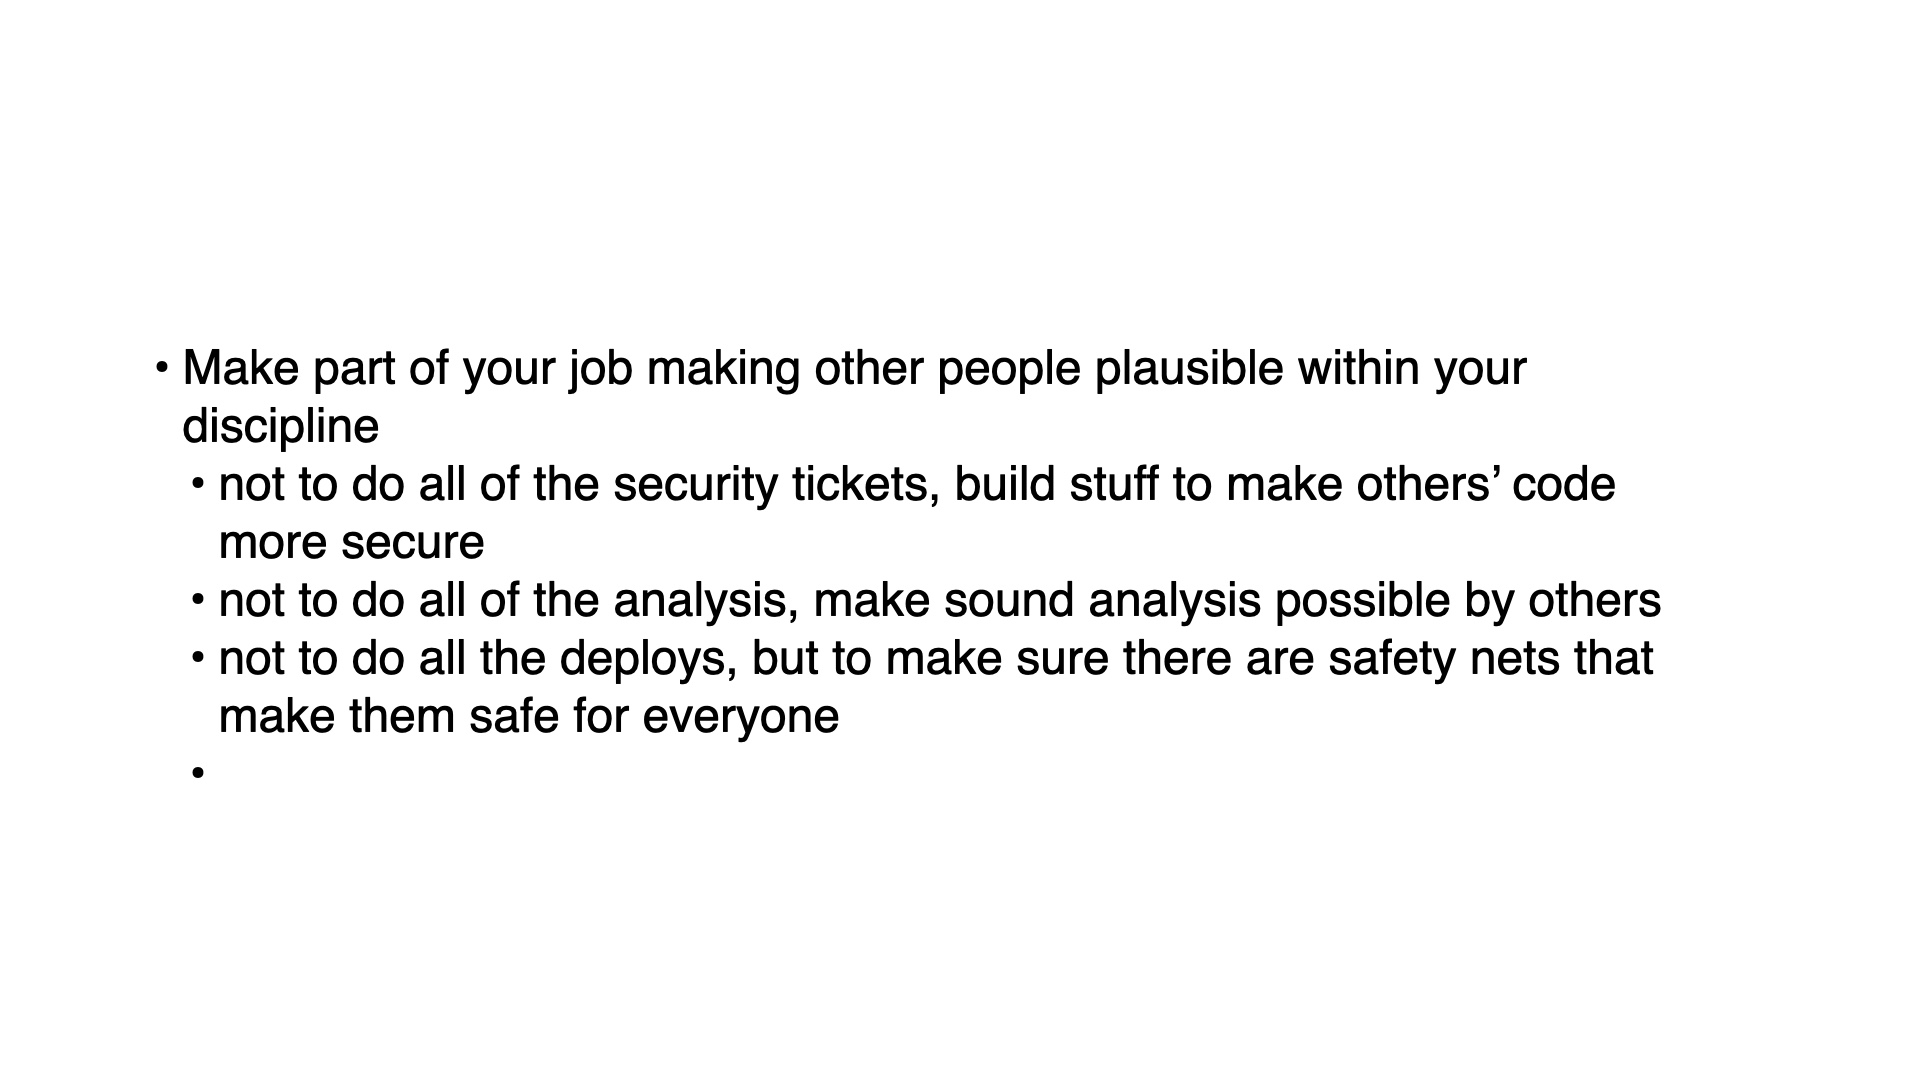 • Make part of your job making other people plausible within your
discipline
• not to do all of the security tickets, build stuff to make others’ code
more secure
• not to do all of the analysis, make sound analysis possible by others
• not to do all the deploys, but to make sure there are safety nets that
make them safe for everyone
•